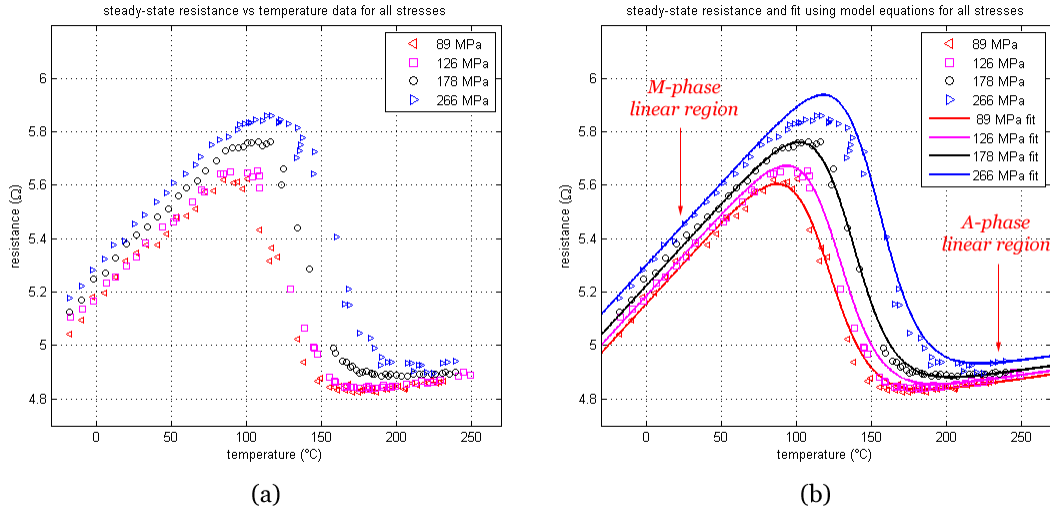 steady-state resistance vs temperature data for all stresses
89 MPa
126 MPa
178 MPa
266 MPa
6
5.8
5.6
5.4
5.2
5
4.8
resistance (Ω)
0
50
100
150
200
250
temperature (°C)
(a)
steady-state resistance and fit using model equations for all stresses
89 MPa
126 MPa
178 MPa
266 MPa
89 MPa fit
126 MPa fit
178 MPa fit
266 MPa fit
M-phase
linear region
A-phase
linear region
6
5.8
5.6
5.4
5.2
5
4.8
resistance (Ω)
0
50
100
150
200
250
temperature (°C)
(b)